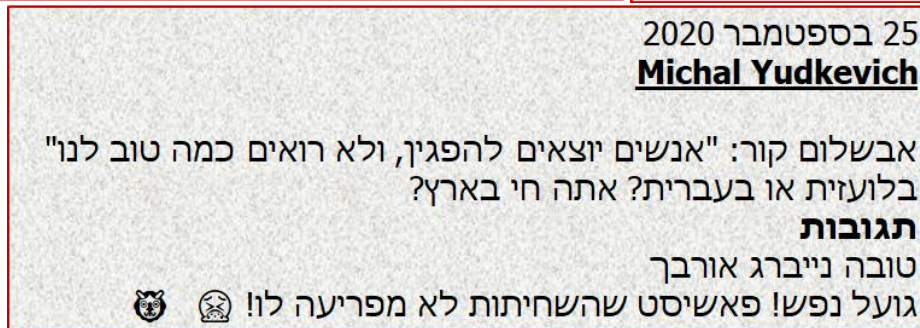 25 בספטמבר 2020
Michal Yudkevich
אבשלום קור: "אנשים יוצאים להפגין, ולא רואים כמה טוב לנו"
בלועזית או בעברית? אתה חי בארץ?
תגובות
טובה נייברג אורבך
גועל נפש! פאשיסט שהשחיתות לא מפריעה לו! 😫 🐯